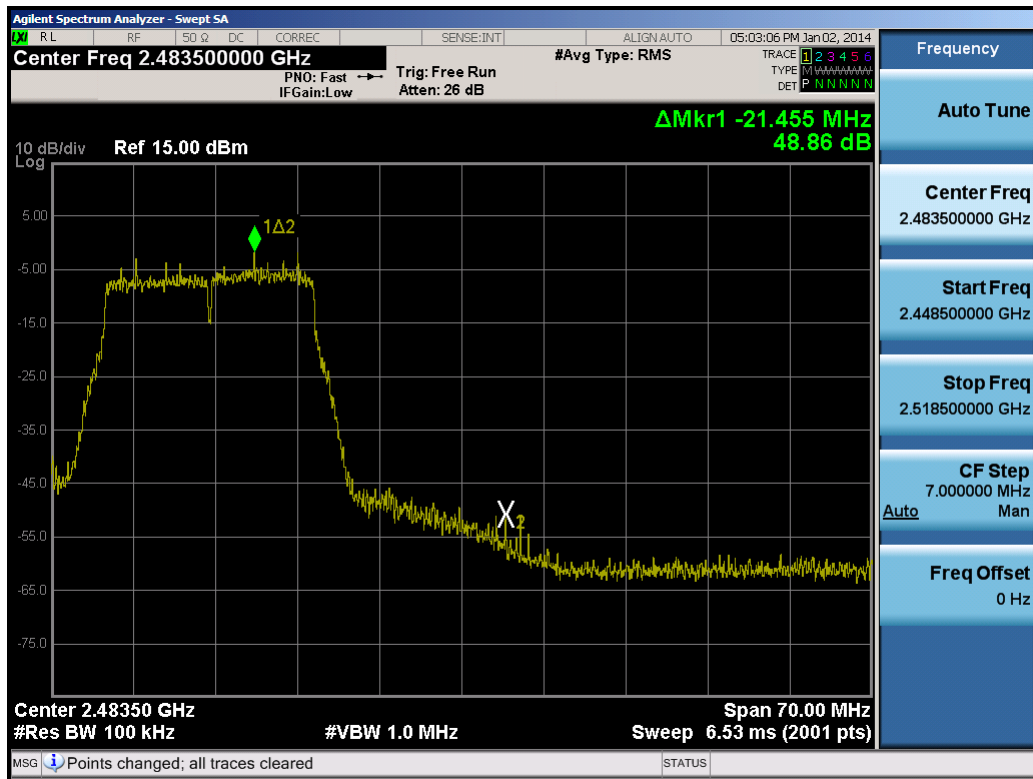 Agilent Spectrum Analyzer - Swept SA
LXI RL RF 50 Ω DC CORREC SENSE:INT ALIGNAUTO 05:03:06 PM Jan 02, 2014
Center Freq 2.483500000 GHz
PNO: Fast
IFGain:Low
Trig: Free Run
Atten: 26 dB
#Avg Type: RMS
TRACE 1 2 3 4 5 6
TYPE M W W W W W
DET P N N N N N
ΔMkr1 -21.455 MHz
48.86 dB
10 dB/div Ref 15.00 dBm
Log
5.00
-5.00
-15.0
-25.0
-35.0
-45.0
-55.0
-65.0
-75.0
1Δ2
X2
Center 2.48350 GHz Span 70.00 MHz
#Res BW 100 kHz #VBW 1.0 MHz Sweep 6.53 ms (2001 pts)
MSG Points changed; all traces cleared STATUS
Frequency
Auto Tune
Center Freq
2.483500000 GHz
Start Freq
2.448500000 GHz
Stop Freq
2.518500000 GHz
CF Step
7.000000 MHz
Auto Man
Freq Offset
0 Hz